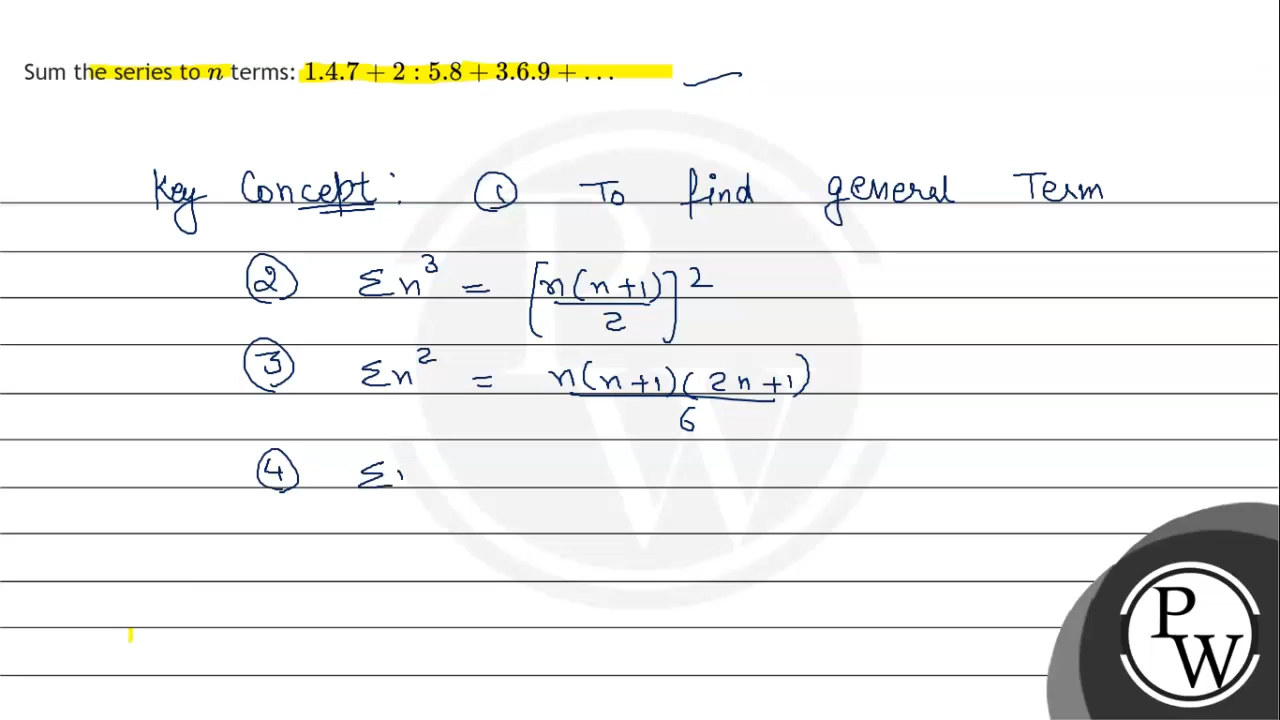 Sum the series to n terms: 1.4.7 + 2 : 5.8 + 3.6.9 + ...
Key Concept: ① To find general Term
② Σn³ = [n(n+1)/2]²
③ Σn² = n(n+1)(2n+1)/6
④ Σ
P
W